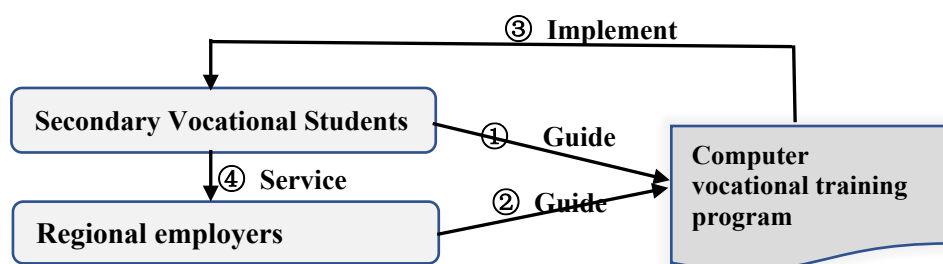 ③ Implement
Secondary Vocational Students
① Guide
Computer
vocational training
program
④ Service
② Guide
Regional employers